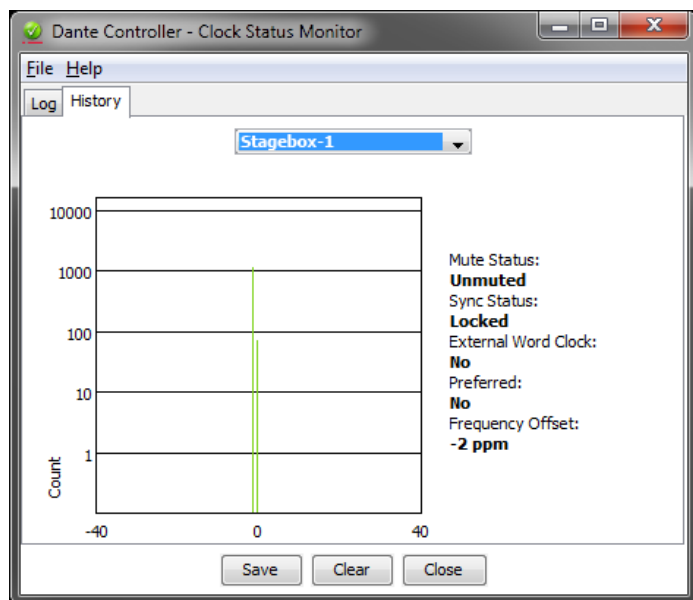 Dante Controller - Clock Status Monitor
File Help
Log History
Stagebox-1
10000
1000
100
10
1
Count
-40 0 40
Mute Status:
Unmuted
Sync Status:
Locked
External Word Clock:
No
Preferred:
No
Frequency Offset:
-2 ppm
Save Clear Close